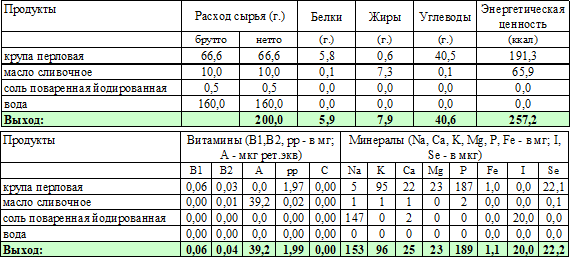 Продукты Расход сырья (г.) Белки Жиры Углеводы Энергетическая ценность
брутто нетто (г.) (г.) (г.) (ккал)
крупа перловая 66,6 66,6 5,8 0,6 40,5 191,3
масло сливочное 10,0 10,0 0,1 7,3 0,1 65,9
соль поваренная йодированная 0,5 0,5 0,0 0,0 0,0 0,0
вода 160,0 160,0 0,0 0,0 0,0 0,0
Выход: 200,0 5,9 7,9 40,6 257,2
Продукты Витамины (B1,B2, pp - в мг; Минералы (Na, Ca, K, Mg, P, Fe - в мг; I,
A - мкг рет.экв) Se - в мкг)
B1 B2 A pp C Na K Ca Mg P Fe I Se
крупа перловая 0,06 0,03 0,0 1,97 0,00 5 95 22 23 187 1,0 0,0 22,1
масло сливочное 0,00 0,01 39,2 0,02 0,00 1 1 1 0 2 0,0 0,0 0,1
соль поваренная йодированная 0,00 0,00 0,0 0,00 0,00 147 0 2 0 0 0,0 20,0 0,0
вода 0,00 0,00 0,0 0,00 0,00 0 0 0 0 0 0,0 0,0 0,0
Выход: 0,06 0,04 39,2 1,99 0,00 153 96 25 23 189 1,1 20,0 22,2